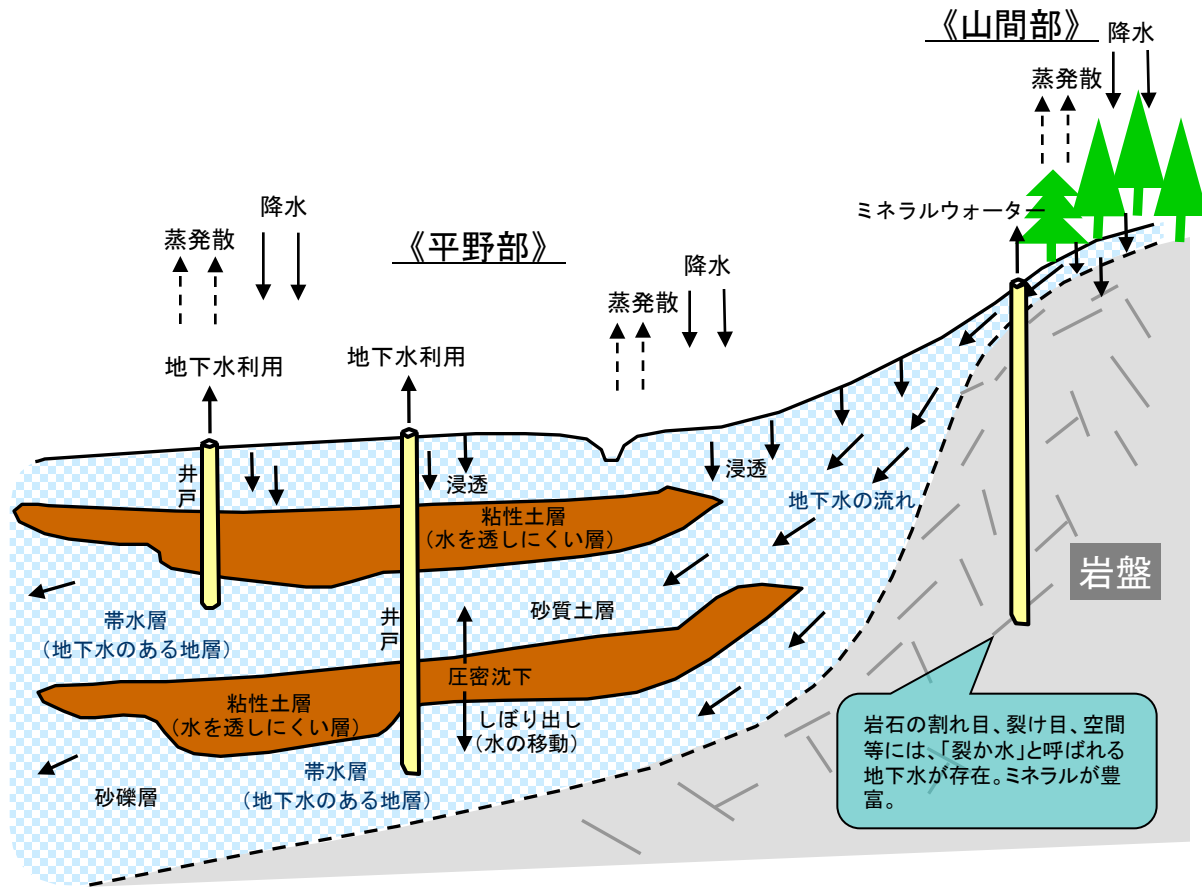 《山間部》
降水
蒸発散
ミネラルウォーター
降水
蒸発散
《平野部》
降水
蒸発散
地下水利用
地下水利用
井戸
浸透
浸透
粘性土層
(水を透しにくい層)
地下水の流れ
岩盤
帯水層
(地下水のある地層)
井戸
砂質土層
圧密沈下
粘性土層
(水を透しにくい層)
しぼり出し
(水の移動)
帯水層
(地下水のある地層)
砂礫層
岩石の割れ目、裂け目、空間
等には、「裂か水」と呼ばれる
地下水が存在。ミネラルが豊
富。